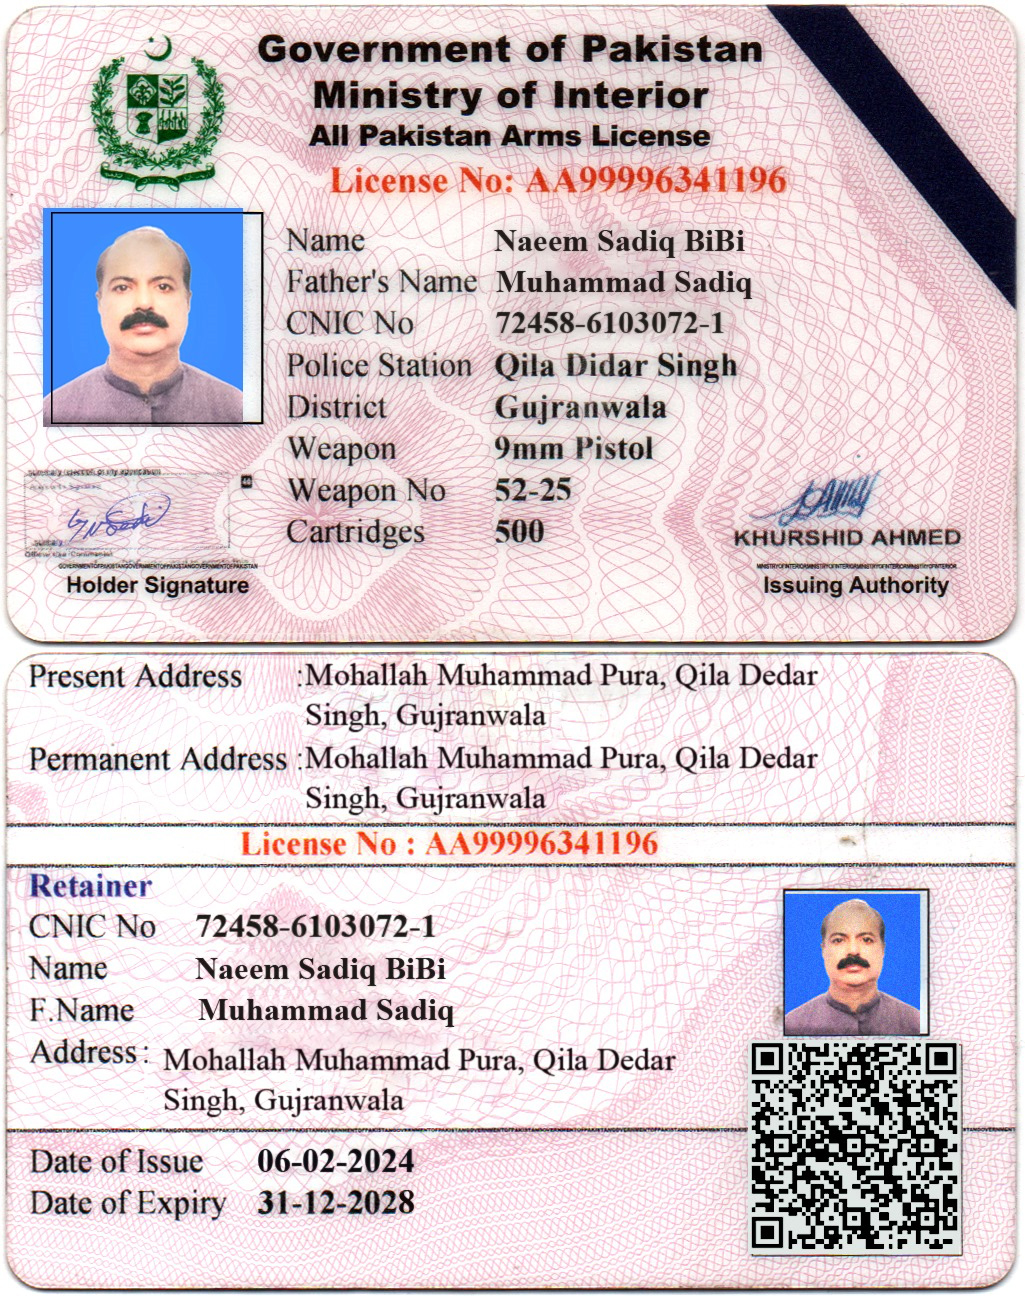 Government of Pakistan
Ministry of Interior
All Pakistan Arms License
License No: AA99996341196
Name Naeem Sadiq BiBi
Father's Name Muhammad Sadiq
CNIC No 72458-6103072-1
Police Station Qila Didar Singh
District Gujranwala
Weapon 9mm Pistol
Weapon No 52-25
Cartridges 500
KHURSHID AHMED
Holder Signature
Issuing Authority
Present Address :Mohallah Muhammad Pura, Qila Dedar
Singh, Gujranwala
Permanent Address :Mohallah Muhammad Pura, Qila Dedar
Singh, Gujranwala
License No : AA99996341196
Retainer
CNIC No 72458-6103072-1
Name Naeem Sadiq BiBi
F.Name Muhammad Sadiq
Address : Mohallah Muhammad Pura, Qila Dedar
Singh, Gujranwala
Date of Issue 06-02-2024
Date of Expiry 31-12-2028